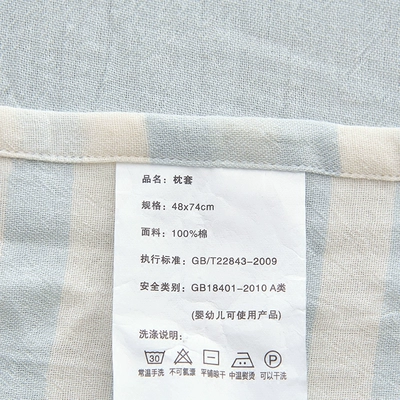 品名: 枕套
规格: 48x74cm
面料: 100%棉
执行标准: GB/T22843-2009
安全类别: GB18401-2010 A类
(婴幼儿可使用产品)
洗涤说明:
30 P
常温手洗 不可氯漂 平铺晾干 中温熨烫 可以干洗